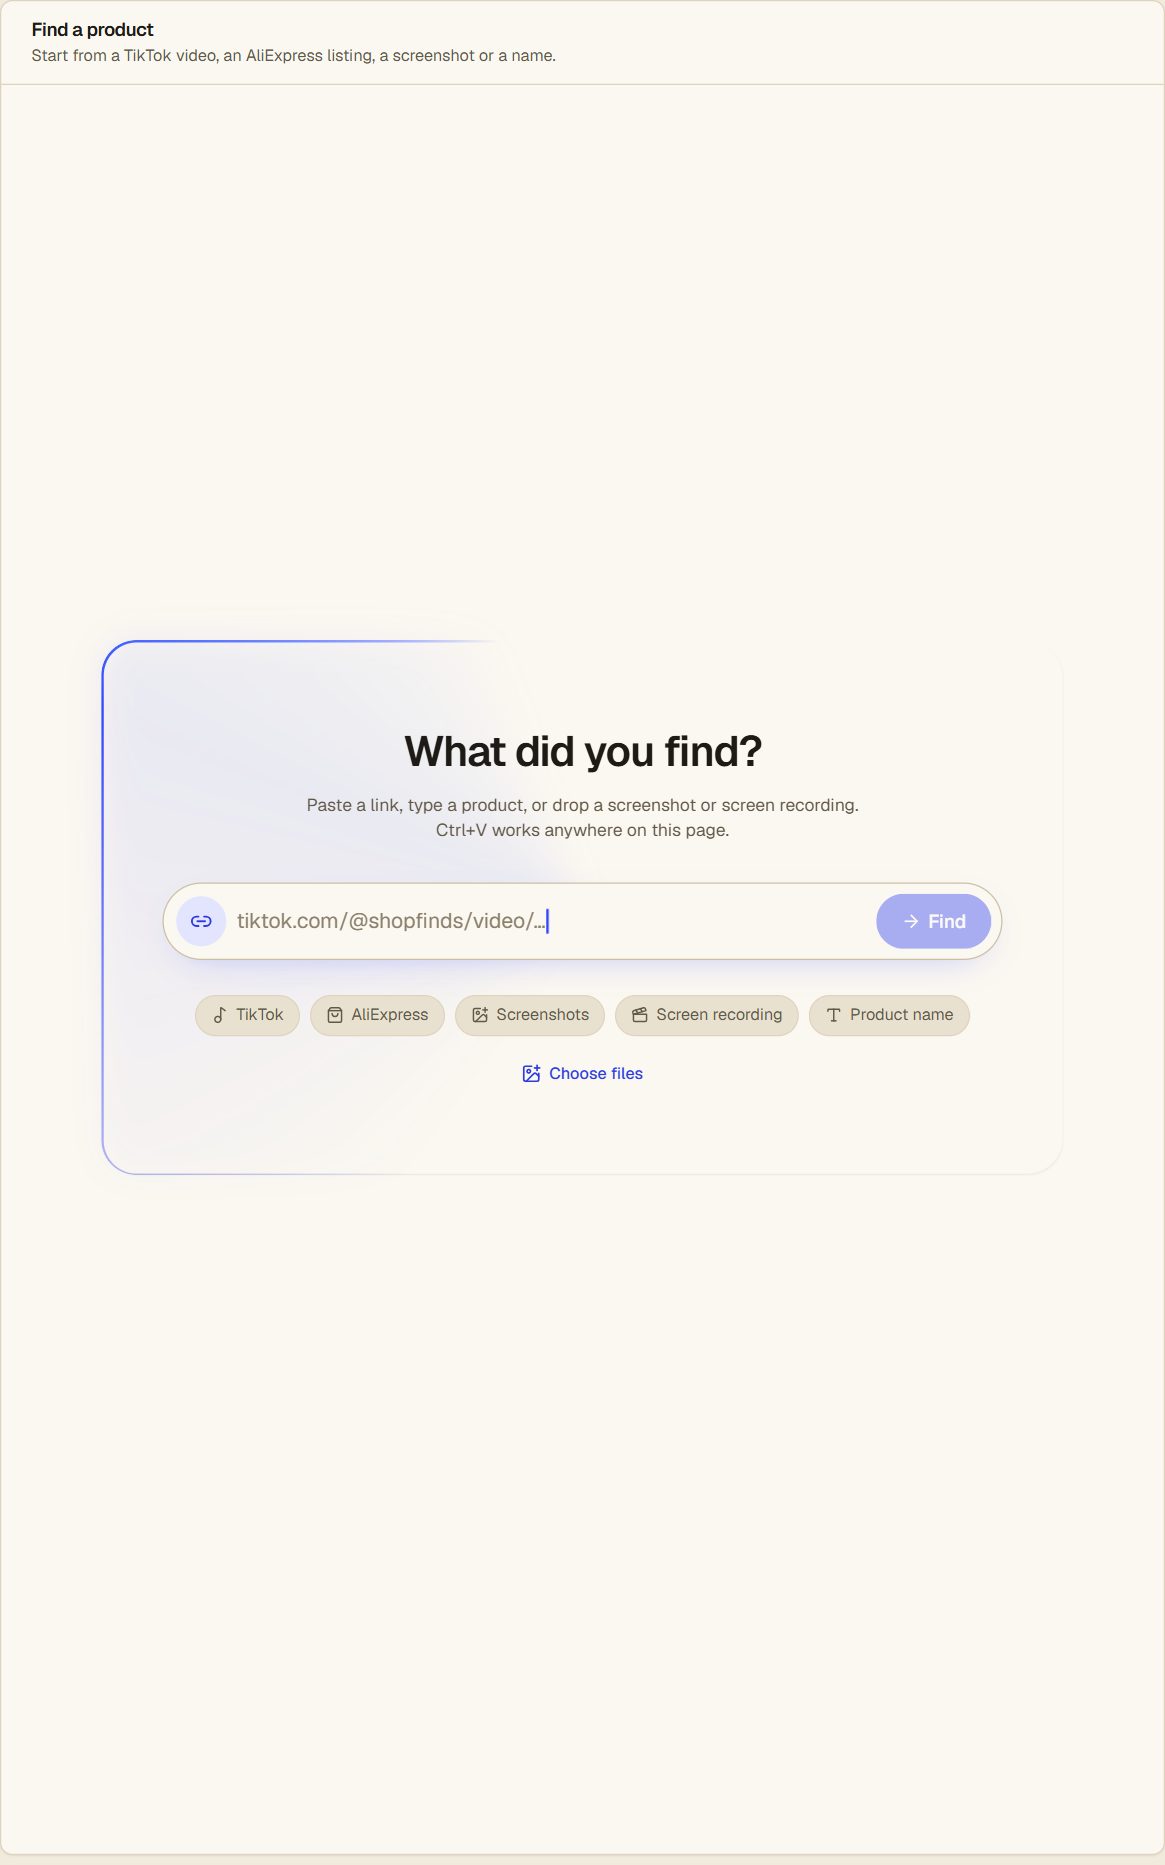 Find a product
Start from a TikTok video, an AliExpress listing, a screenshot or a name.
What did you find?
Paste a link, type a product, or drop a screenshot or screen recording.
Ctrl+V works anywhere on this page.
tiktok.com/@shopfinds/video/...
Find
TikTok
AliExpress
Screenshots
Screen recording
Product name
Choose files